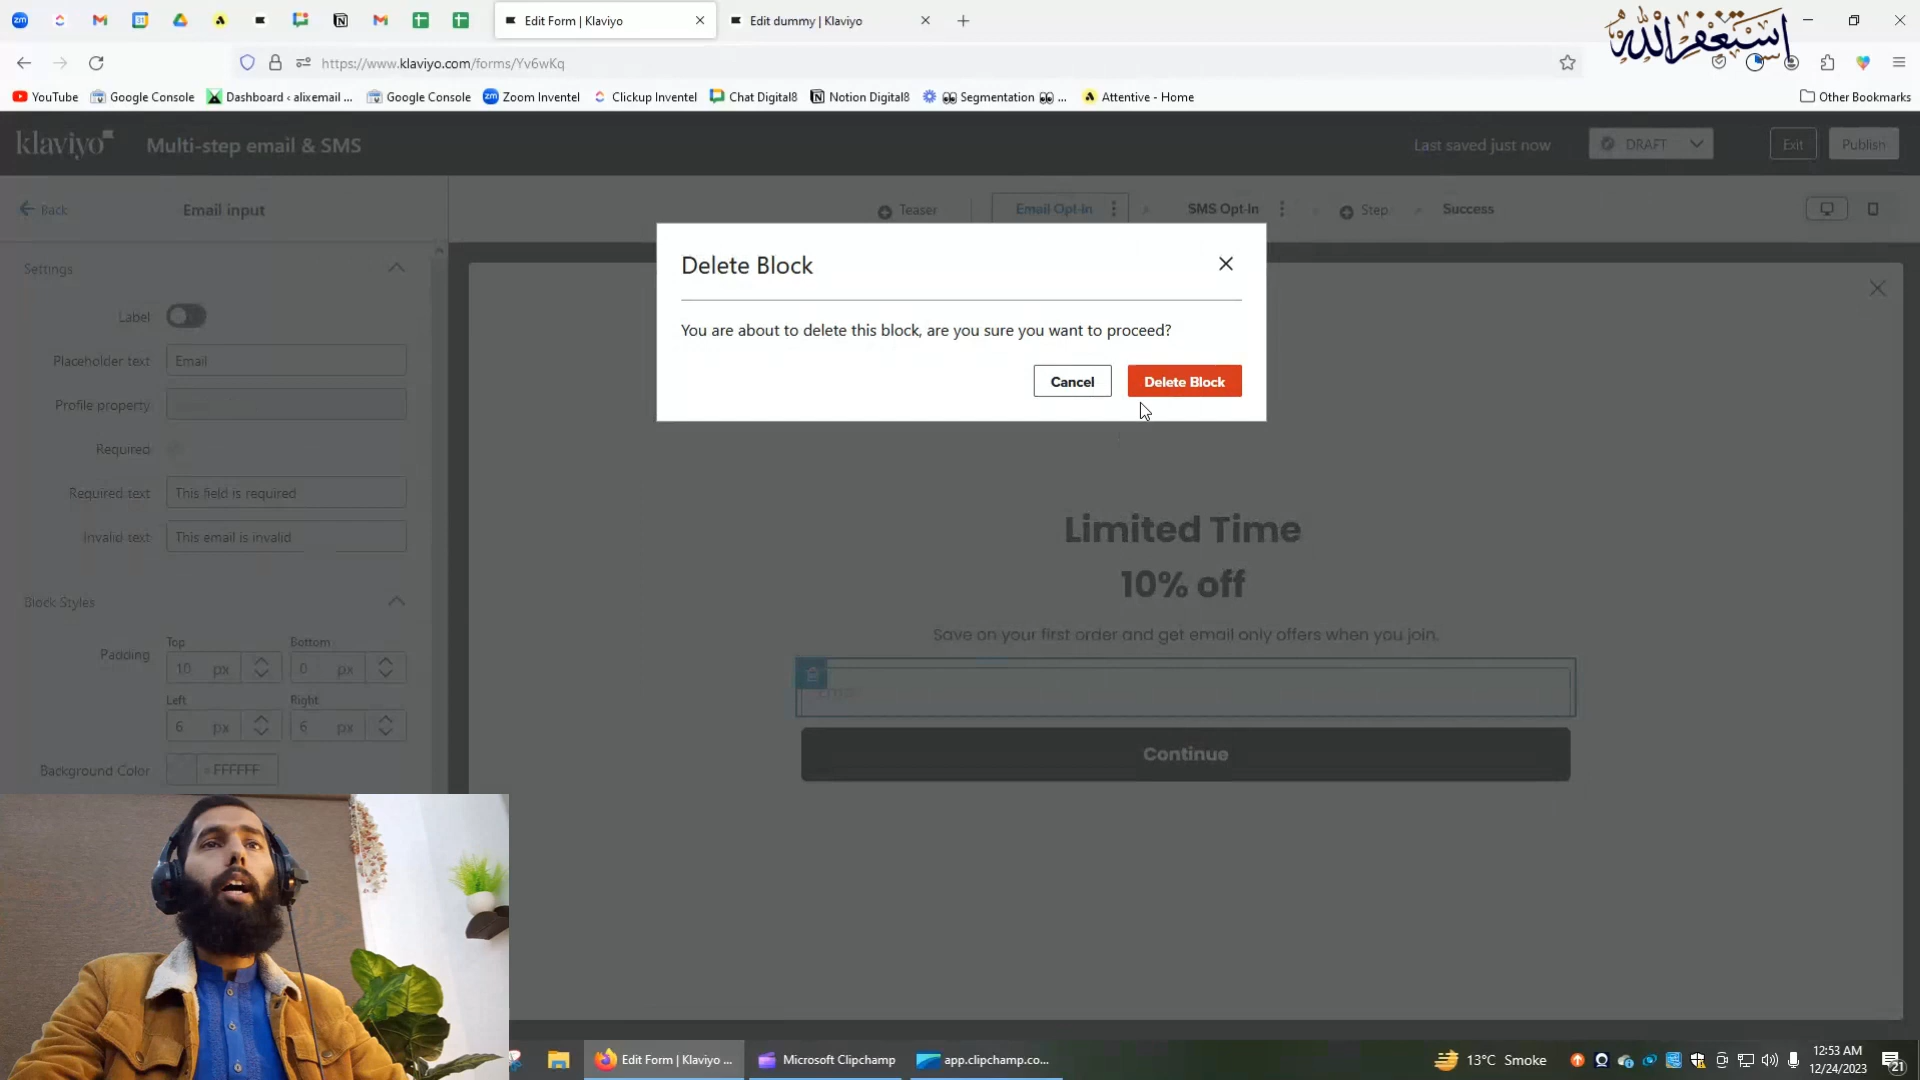 Edit Form | Klaviyo
Edit dummy | Klaviyo
استغفر الله
https://www.klaviyo.com/forms/Yv6wKq
YouTube
Google Console
Dashboard ‹ alixemail ...
Google Console
Zoom Inventel
Clickup Inventel
Chat Digital8
Notion Digital8
Segmentation
...
Attentive - Home
Other Bookmarks
klaviyo
Multi-step email & SMS
Last saved just now
DRAFT
Exit
Publish
Back
Email input
Teaser
Email Opt-In
SMS Opt-In
Step
Success
Settings
Label
Placeholder text
Email
Profile property
Required
Required text
This field is required
Invalid text
This email is invalid
Block Styles
Padding
Top
Bottom
10 px
0 px
Left
Right
6 px
6 px
Background Color
#FFFFFF
Delete Block
You are about to delete this block, are you sure you want to proceed?
Cancel
Delete Block
Limited Time
10% off
Save on your first order and get email only offers when you join.
Email
Continue
Edit Form | Klaviyo ...
Microsoft Clipchamp
app.clipchamp.co...
13°C Smoke
12:53 AM
12/24/2023
21